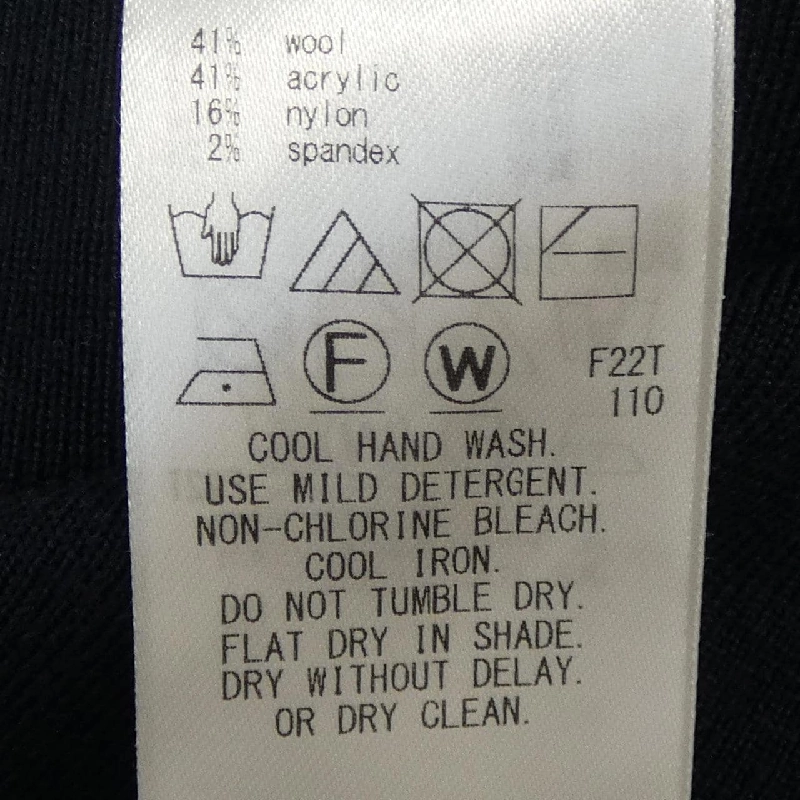 41% wool
41% acrylic
16% nylon
2% spandex
F W F22T
110
COOL HAND WASH.
USE MILD DETERGENT.
NON-CHLORINE BLEACH.
COOL IRON.
DO NOT TUMBLE DRY.
FLAT DRY IN SHADE.
DRY WITHOUT DELAY.
OR DRY CLEAN.